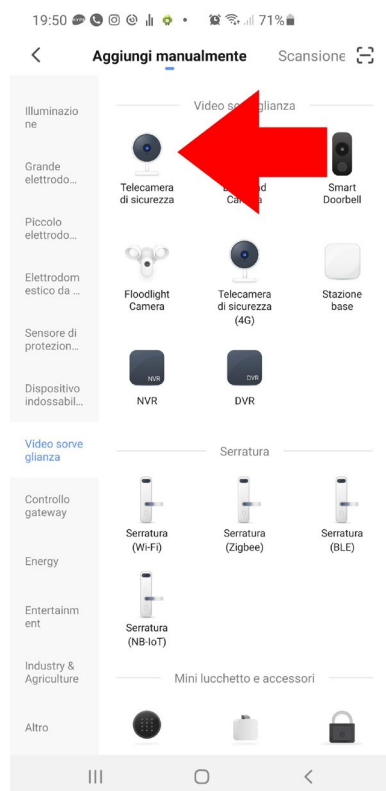 19:50
71%
Aggiungi manualmente
Scansione
Illuminazio
ne
Grande
elettrodo...
Piccolo
elettrodo...
Elettrodom
estico da ...
Sensore di
protezion...
Dispositivo
indossabil...
Video sorve
glianza
Controllo
gateway
Energy
Entertainm
ent
Industry &
Agriculture
Altro
Video so glianza
Telecamera
di sicurezza
Smart
Doorbell
Floodlight
Camera
Telecamera
di sicurezza
(4G)
Stazione
base
NVR
NVR
DVR
DVR
Serratura
Serratura
(Wi-Fi)
Serratura
(Zigbee)
Serratura
(BLE)
Serratura
(NB-IoT)
Mini lucchetto e accessori